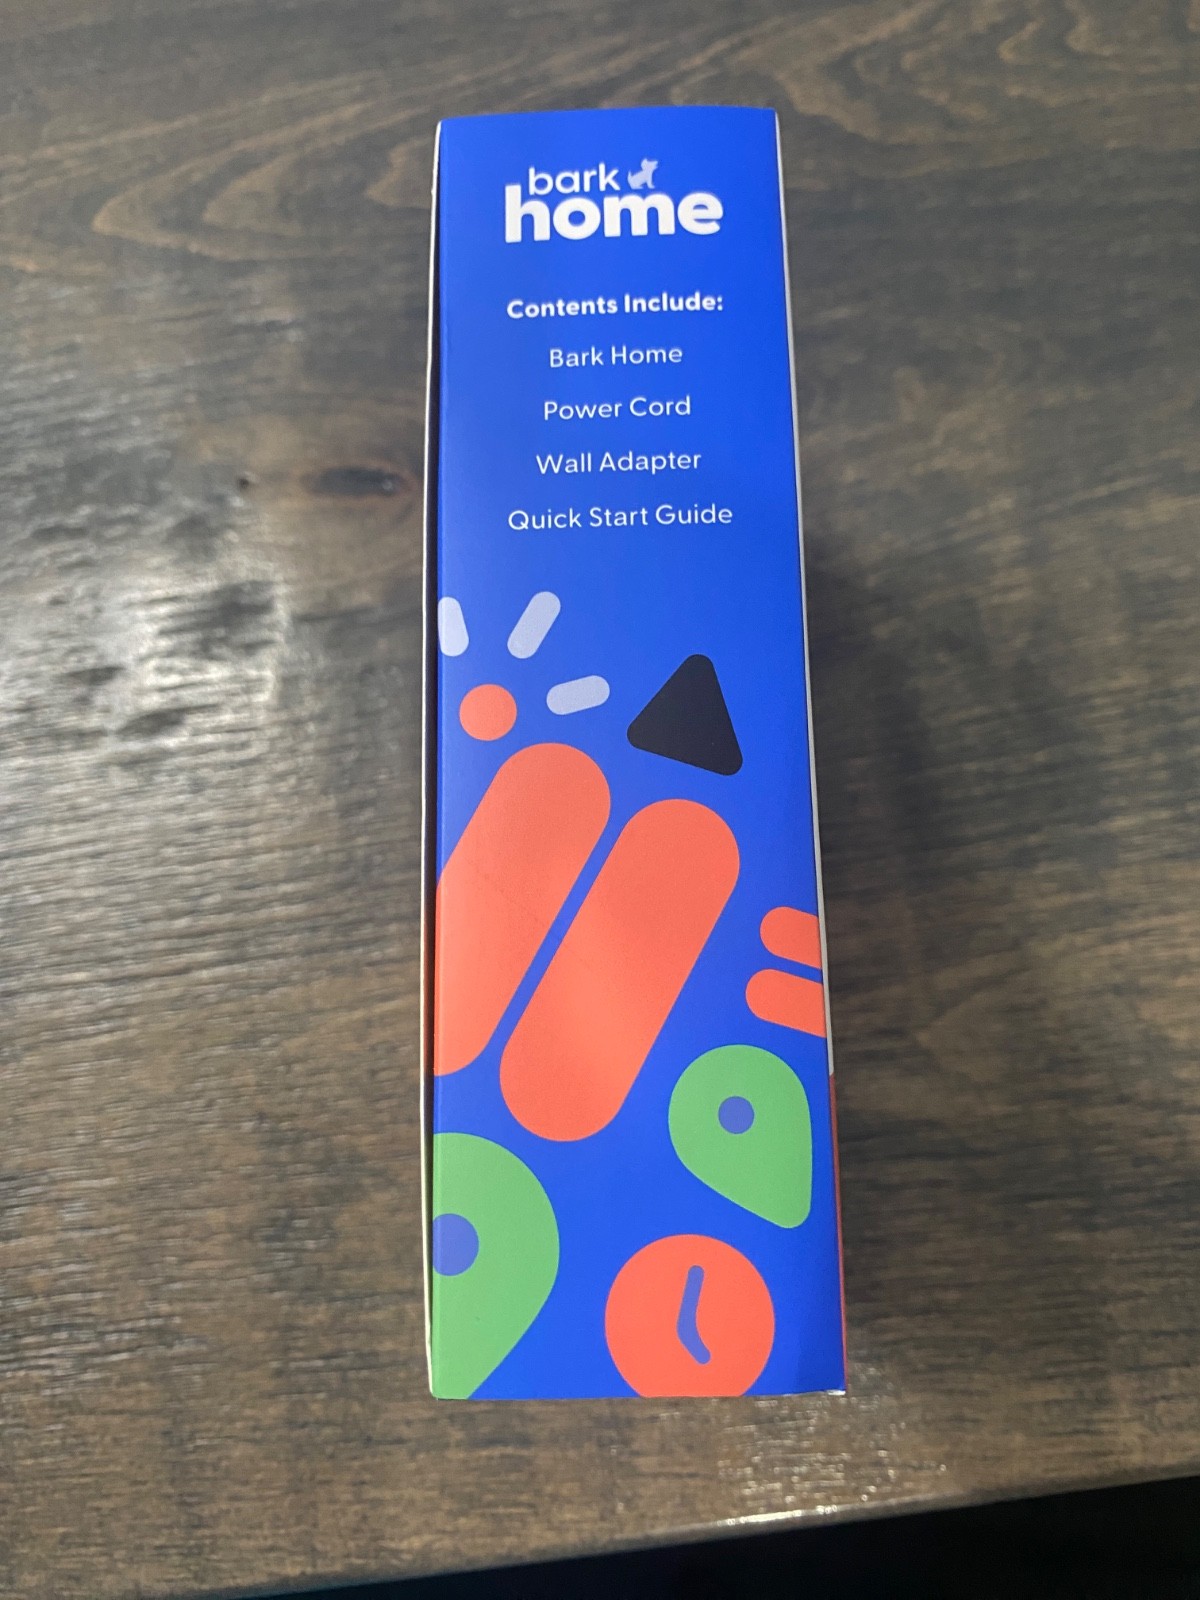 bark
home
Contents Include:
Bark Home
Power Cord
Wall Adapter
Quick Start Guide